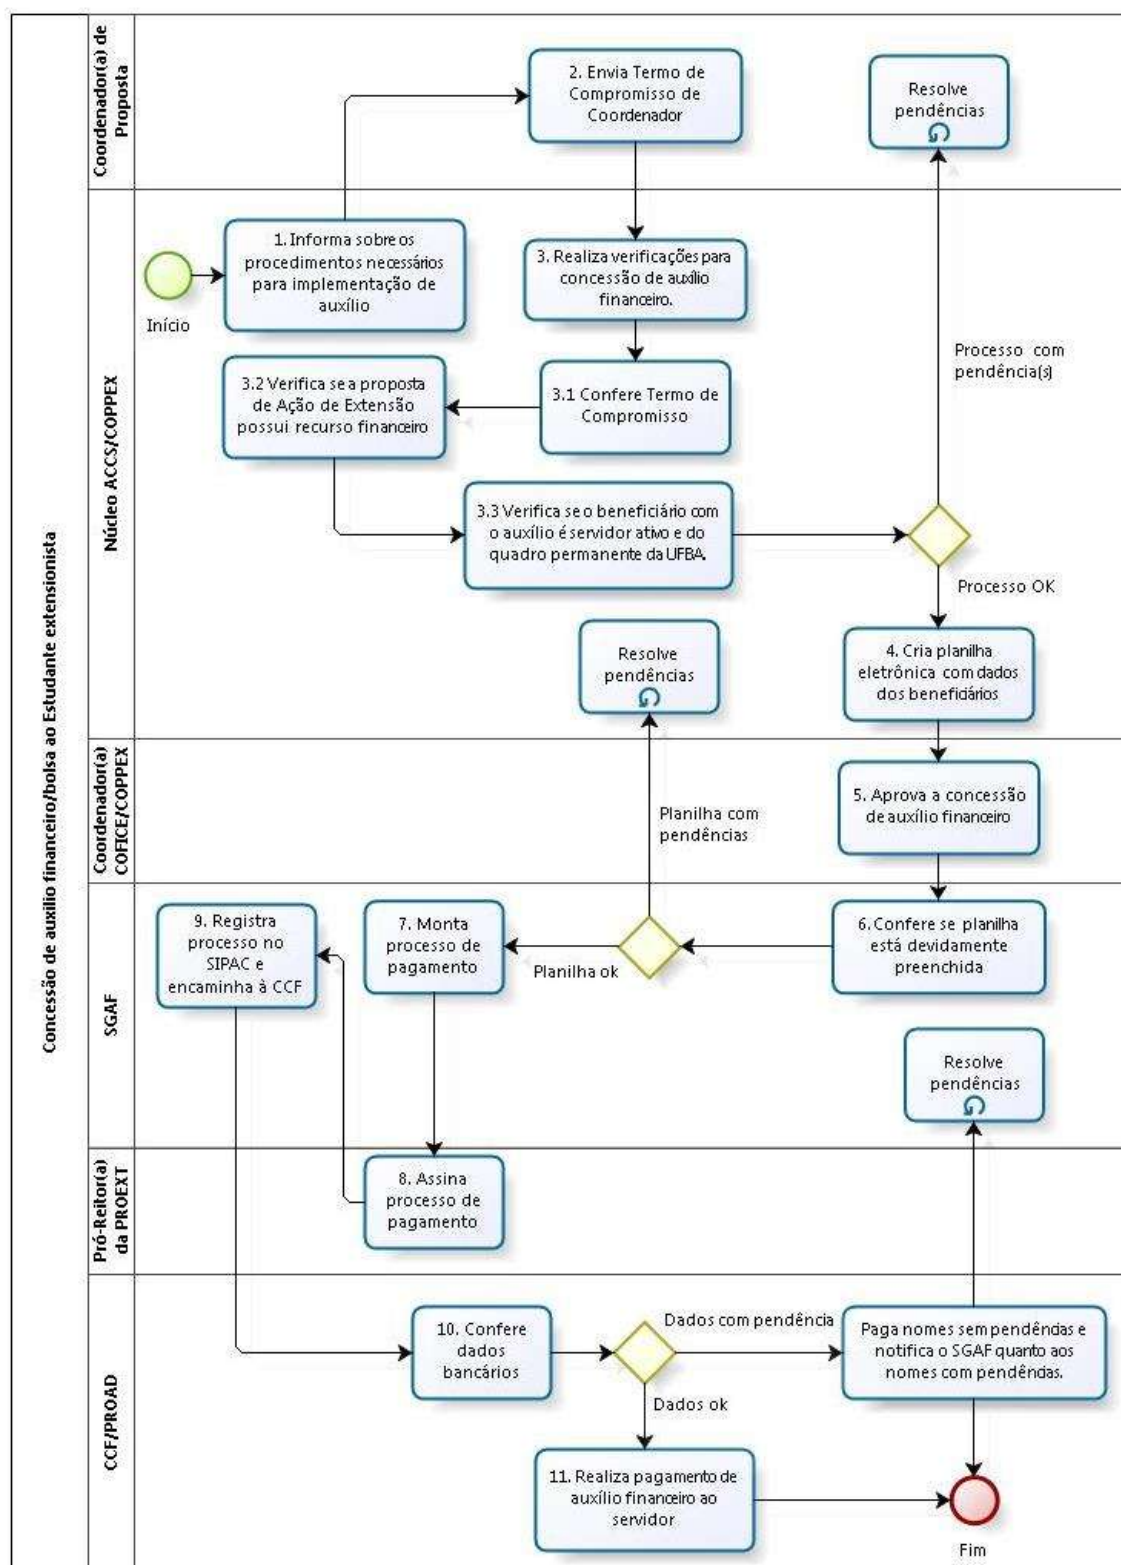 Concessão de auxílio financeiro/bolsa ao Estudante extensionista
Coordenador(a) de
Proposta
2. Envia Termo de
Compromisso de
Coordenador
Resolve
pendências
Núcleo ACCS/COPPEX
Início
1. Informa sobre os
procedimentos necessários
para implementação de
auxílio
3. Realiza verificações para
concessão de auxílio
financeiro.
3.1 Confere Termo de
Compromisso
3.2 Verifica se a proposta
de Ação de Extensão
possui recurso financeiro
3.3 Verifica se o beneficiário com
o auxílio é servidor ativo e do
quadro permanente da UFBA.
Processo com
pendência(s)
Processo OK
4. Cria planilha
eletrônica com dados
dos beneficiários
Resolve
pendências
Coordenador(a)
COFICE/COPPEX
Planilha com
pendências
5. Aprova a concessão
de auxílio financeiro
SGAF
6. Confere se planilha
está devidamente
preenchida
Planilha ok
7. Monta
processo de
pagamento
9. Registra
processo no
SIPAC e
encaminha à CCF
Resolve
pendências
Pró-Reitor(a)
da PROEXT
8. Assina
processo de
pagamento
CCF/PROAD
10. Confere
dados
bancários
Dados com pendência
Paga nomes sem pendências e
notifica o SGAF quanto aos
nomes com pendências.
Dados ok
11. Realiza pagamento de
auxílio financeiro ao
servidor
Fim